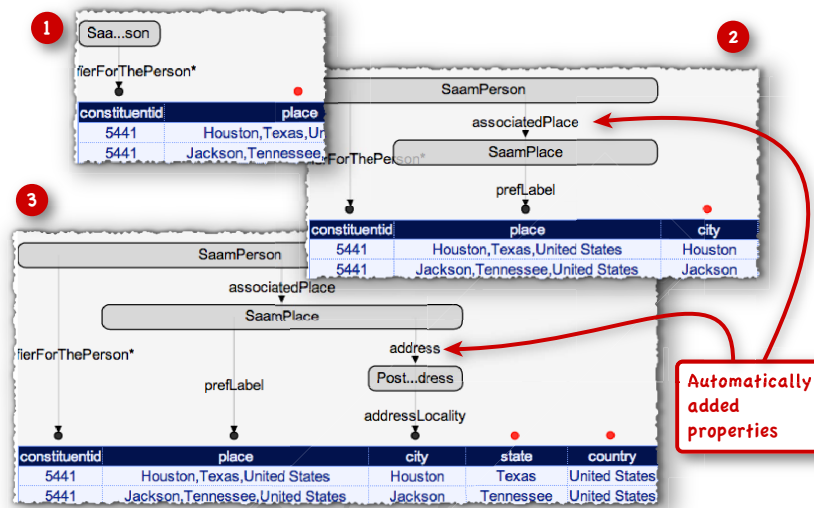 1
Saa...son
fierForThePerson*
constituentid place
5441 Houston,Texas,Un
5441 Jackson,Tennessee,
2
SaamPerson
associatedPlace
SaamPlace
rForThePerson*
prefLabel
constituentid place city
5441 Houston,Texas,United States Houston
5441 Jackson,Tennessee,United States Jackson
3
SaamPerson
associatedPlace
SaamPlace
fierForThePerson*
address
prefLabel
Post...dress
addressLocality
constituentid place city state country
5441 Houston,Texas,United States Houston Texas United States
5441 Jackson,Tennessee,United States Jackson Tennessee United States
Automatically
added
properties